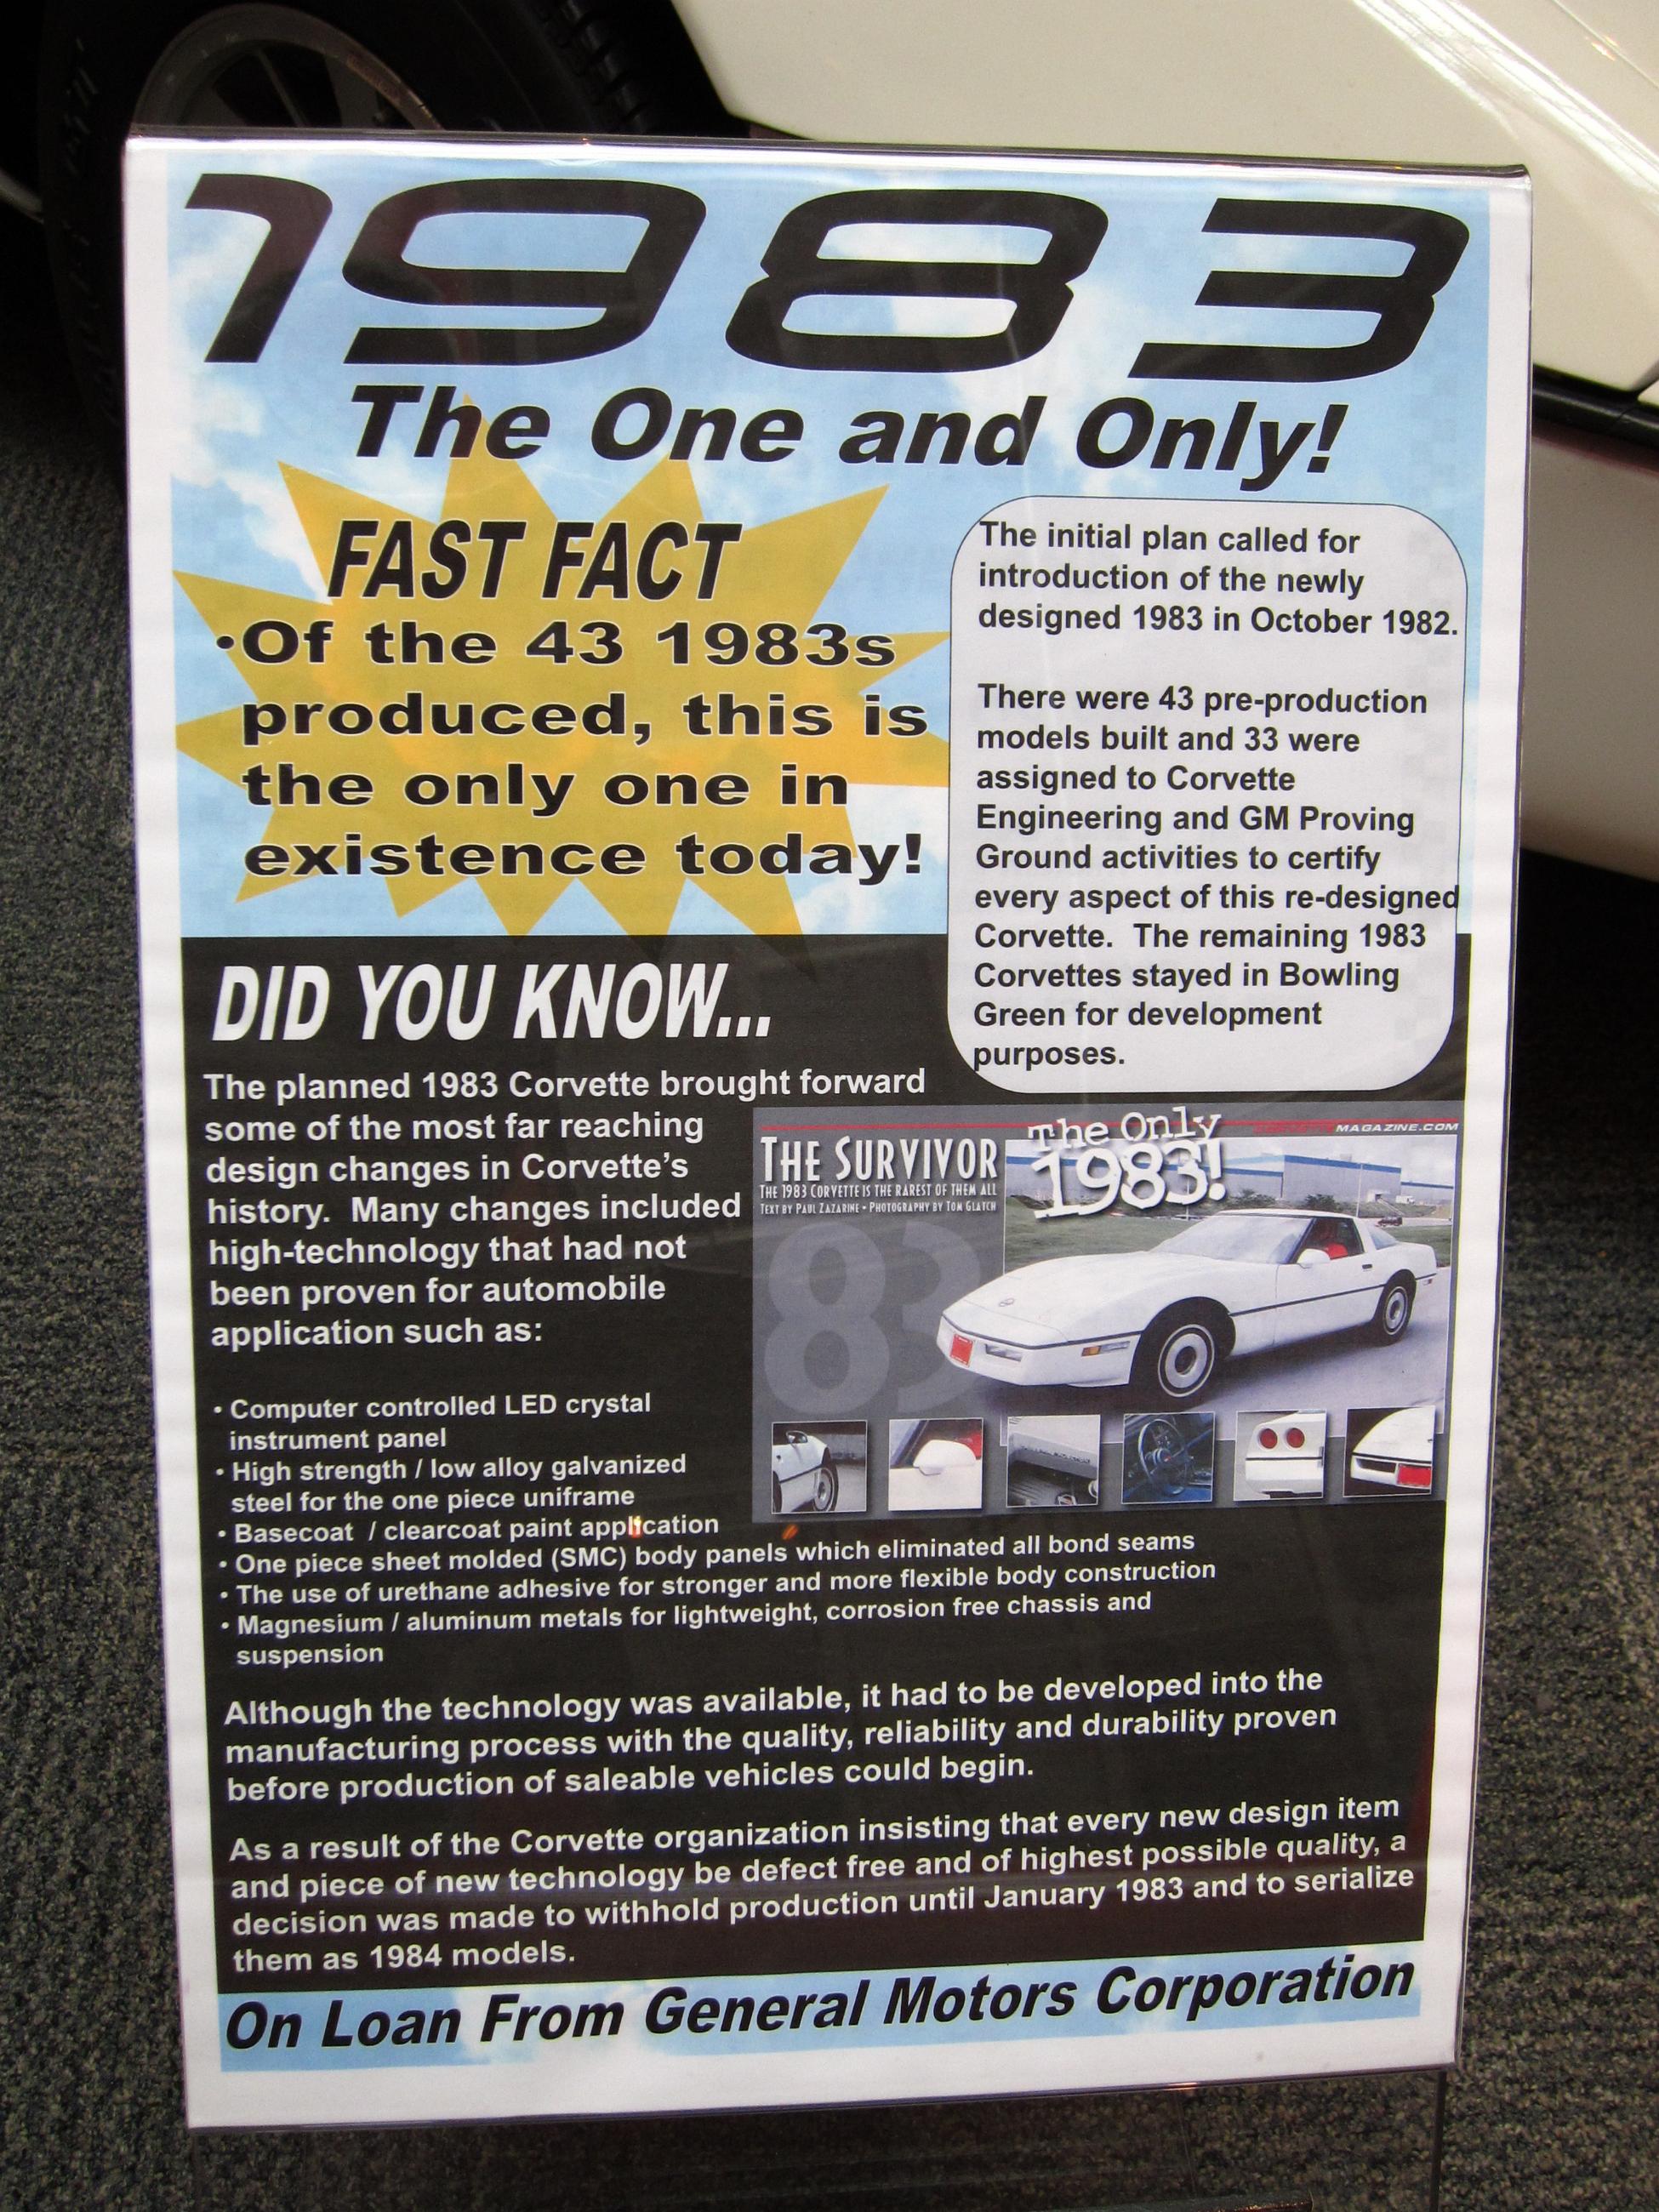 1983
The One and Only!
FAST FACT
•Of the 43 1983s
produced, this is
the only one in
existence today!
The initial plan called for
introduction of the newly
designed 1983 in October 1982.
There were 43 pre-production
models built and 33 were
assigned to Corvette
Engineering and GM Proving
Ground activities to certify
every aspect of this re-designed
Corvette.  The remaining 1983
Corvettes stayed in Bowling
Green for development
purposes.
DID YOU KNOW...
The planned 1983 Corvette brought forward
some of the most far reaching
design changes in Corvette's
history.  Many changes included
high-technology that had not
been proven for automobile
application such as:
THE SURVIVOR
THE 1983 CORVETTE IS THE RAREST OF THEM ALL
TEXT BY PAUL ZAZARINE • PHOTOGRAPHY BY TOM GLATCH
The Only
1983!
MAGAZINE.COM
83
• Computer controlled LED crystal
instrument panel
• High strength / low alloy galvanized
steel for the one piece uniframe
• Basecoat  / clearcoat paint application
• One piece sheet molded (SMC) body panels which eliminated all bond seams
• The use of urethane adhesive for stronger and more flexible body construction
• Magnesium / aluminum metals for lightweight, corrosion free chassis and
suspension
Although the technology was available, it had to be developed into the
manufacturing process with the quality, reliability and durability proven
before production of saleable vehicles could begin.
As a result of the Corvette organization insisting that every new design item
and piece of new technology be defect free and of highest possible quality, a
decision was made to withhold production until January 1983 and to serialize
them as 1984 models.
On Loan From General Motors Corporation